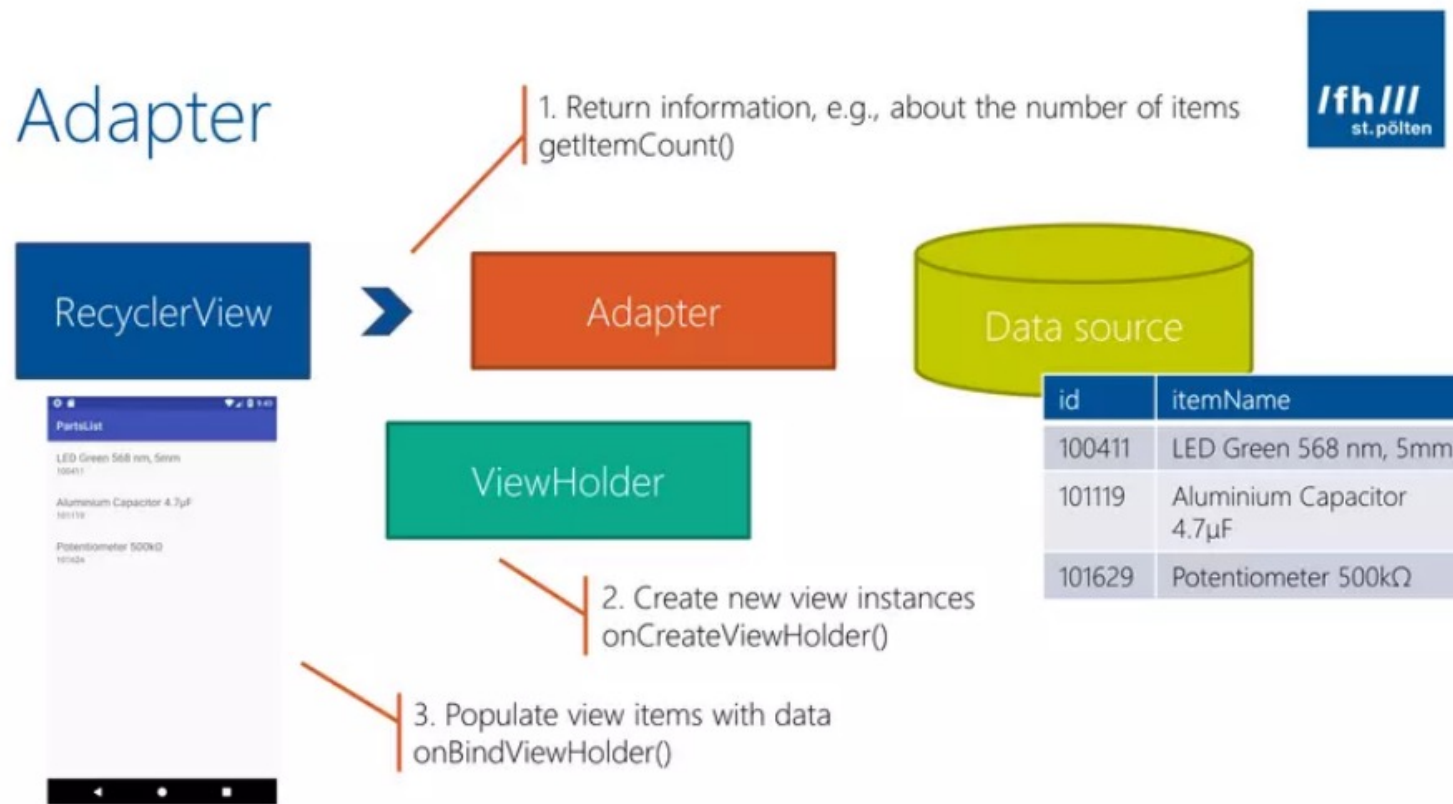 Adapter
1. Return information, e.g., about the number of items
getItemCount()
/fh///
st.pölten
RecyclerView
Adapter
Data source
PartsList
LED Green 568 nm, 5mm
100411
Aluminium Capacitor 4.7µF
101119
Potentiometer 500kΩ
ViewHolder
id itemName
100411 LED Green 568 nm, 5mm
101119 Aluminium Capacitor
4.7µF
101629 Potentiometer 500kΩ
2. Create new view instances
onCreateViewHolder()
3. Populate view items with data
onBindViewHolder()